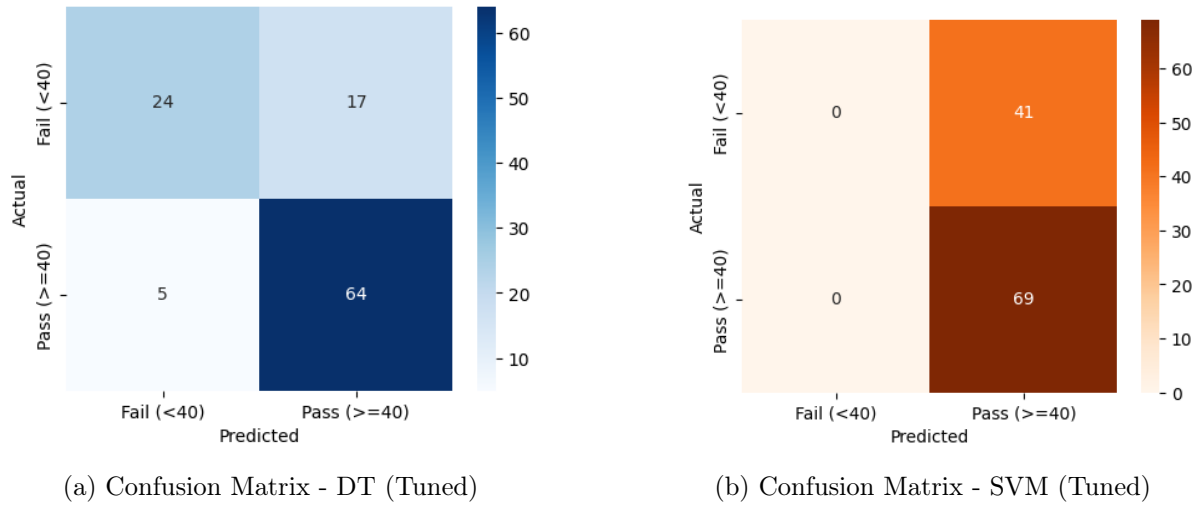 Fail (<40)
Pass (>=40)
Actual
24
17
5
64
Fail (<40)
Pass (>=40)
Predicted
60
50
40
30
20
10
(a) Confusion Matrix - DT (Tuned)
Fail (<40)
Pass (>=40)
Actual
0
41
0
69
Fail (<40)
Pass (>=40)
Predicted
60
50
40
30
20
10
0
(b) Confusion Matrix - SVM (Tuned)